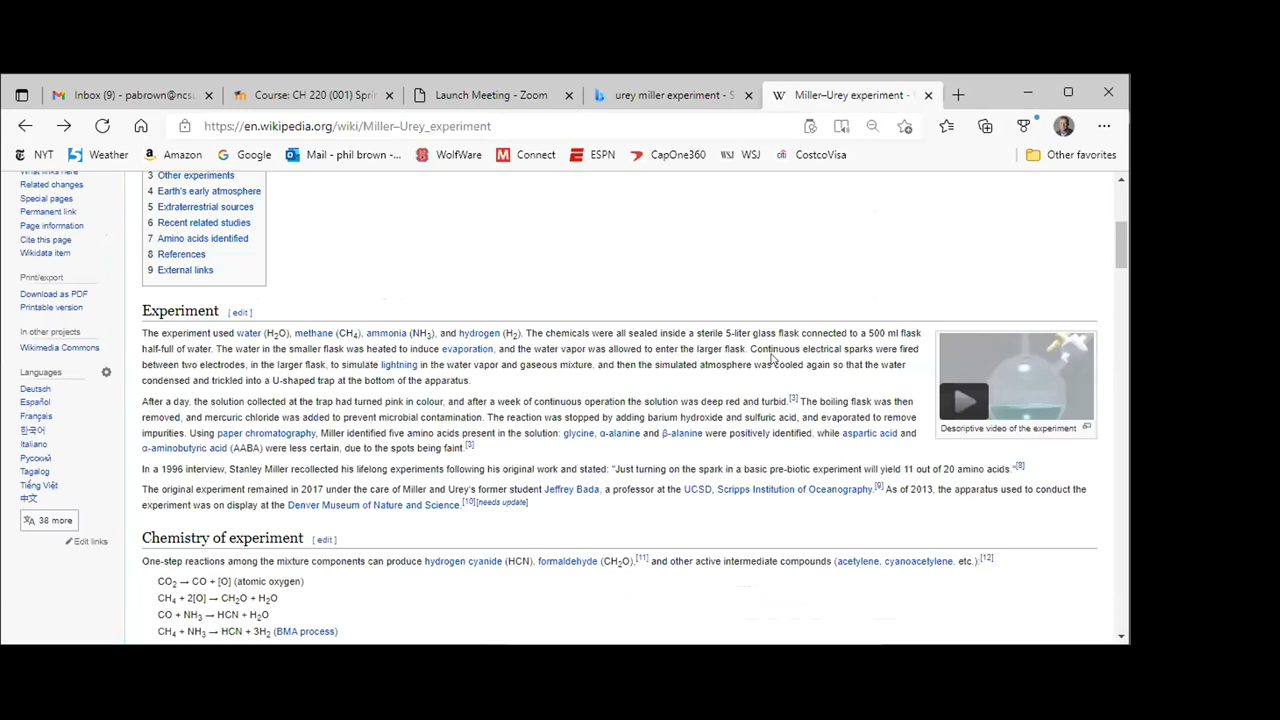 Inbox (9) - pabrown@ncs
Course: CH 220 (001) Spri
Launch Meeting - Zoom
urey miller experiment - S
Miller–Urey experiment -
https://en.wikipedia.org/wiki/Miller–Urey_experiment
NYT Weather Amazon Google Mail - phil brown -... WolfWare Connect ESPN CapOne360 WSJ WSJ CostcoVisa Other favorites
What links here
Related changes
Special pages
Permanent link
Page information
Cite this page
Wikidata item
Print/export
Download as PDF
Printable version
In other projects
Wikimedia Commons
Languages
Deutsch
Español
Français
한국어
Italiano
Русский
Tagalog
Tiếng Việt
中文
38 more
Edit links
3 Other experiments
4 Earth's early atmosphere
5 Extraterrestrial sources
6 Recent related studies
7 Amino acids identified
8 References
9 External links
Experiment [ edit ]
The experiment used water (H2O), methane (CH4), ammonia (NH3), and hydrogen (H2). The chemicals were all sealed inside a sterile 5-liter glass flask connected to a 500 ml flask
half-full of water. The water in the smaller flask was heated to induce evaporation, and the water vapor was allowed to enter the larger flask. Continuous electrical sparks were fired
between two electrodes, in the larger flask, to simulate lightning in the water vapor and gaseous mixture, and then the simulated atmosphere was cooled again so that the water
condensed and trickled into a U-shaped trap at the bottom of the apparatus.
After a day, the solution collected at the trap had turned pink in colour, and after a week of continuous operation the solution was deep red and turbid.[3] The boiling flask was then
removed, and mercuric chloride was added to prevent microbial contamination. The reaction was stopped by adding barium hydroxide and sulfuric acid, and evaporated to remove
impurities. Using paper chromatography, Miller identified five amino acids present in the solution: glycine, α-alanine and β-alanine were positively identified, while aspartic acid and
α-aminobutyric acid (AABA) were less certain, due to the spots being faint.[3]
Descriptive video of the experiment
In a 1996 interview, Stanley Miller recollected his lifelong experiments following his original work and stated: "Just turning on the spark in a basic pre-biotic experiment will yield 11 out of 20 amino acids."[8]
The original experiment remained in 2017 under the care of Miller and Urey's former student Jeffrey Bada, a professor at the UCSD, Scripps Institution of Oceanography.[9] As of 2013, the apparatus used to conduct the
experiment was on display at the Denver Museum of Nature and Science.[10][needs update]
Chemistry of experiment [ edit ]
One-step reactions among the mixture components can produce hydrogen cyanide (HCN), formaldehyde (CH2O),[11] and other active intermediate compounds (acetylene, cyanoacetylene, etc.):[12]
CO2 → CO + [O] (atomic oxygen)
CH4 + 2[O] → CH2O + H2O
CO + NH3 → HCN + H2O
CH4 + NH3 → HCN + 3H2 (BMA process)